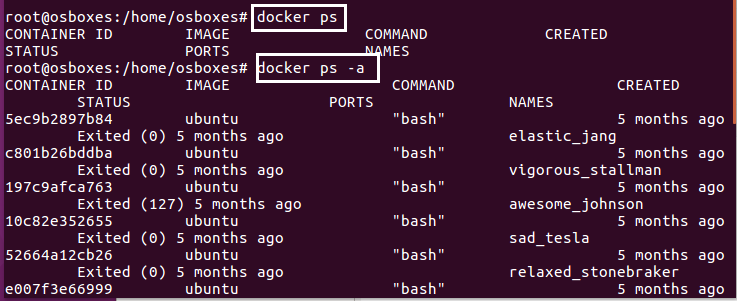 root@osboxes:/home/osboxes# docker ps
CONTAINER ID IMAGE COMMAND CREATED
STATUS PORTS NAMES
root@osboxes:/home/osboxes# docker ps -a
CONTAINER ID IMAGE COMMAND CREATED
STATUS PORTS NAMES
5ec9b2897b84 ubuntu "bash" 5 months ago
Exited (0) 5 months ago elastic_jang
c801b26bddba ubuntu "bash" 5 months ago
Exited (0) 5 months ago vigorous_stallman
197c9afca763 ubuntu "bash" 5 months ago
Exited (127) 5 months ago awesome_johnson
10c82e352655 ubuntu "bash" 5 months ago
Exited (0) 5 months ago sad_tesla
52664a12cb26 ubuntu "bash" 5 months ago
Exited (0) 5 months ago relaxed_stonebraker
e007f3e66999 ubuntu "bash" 5 months ago